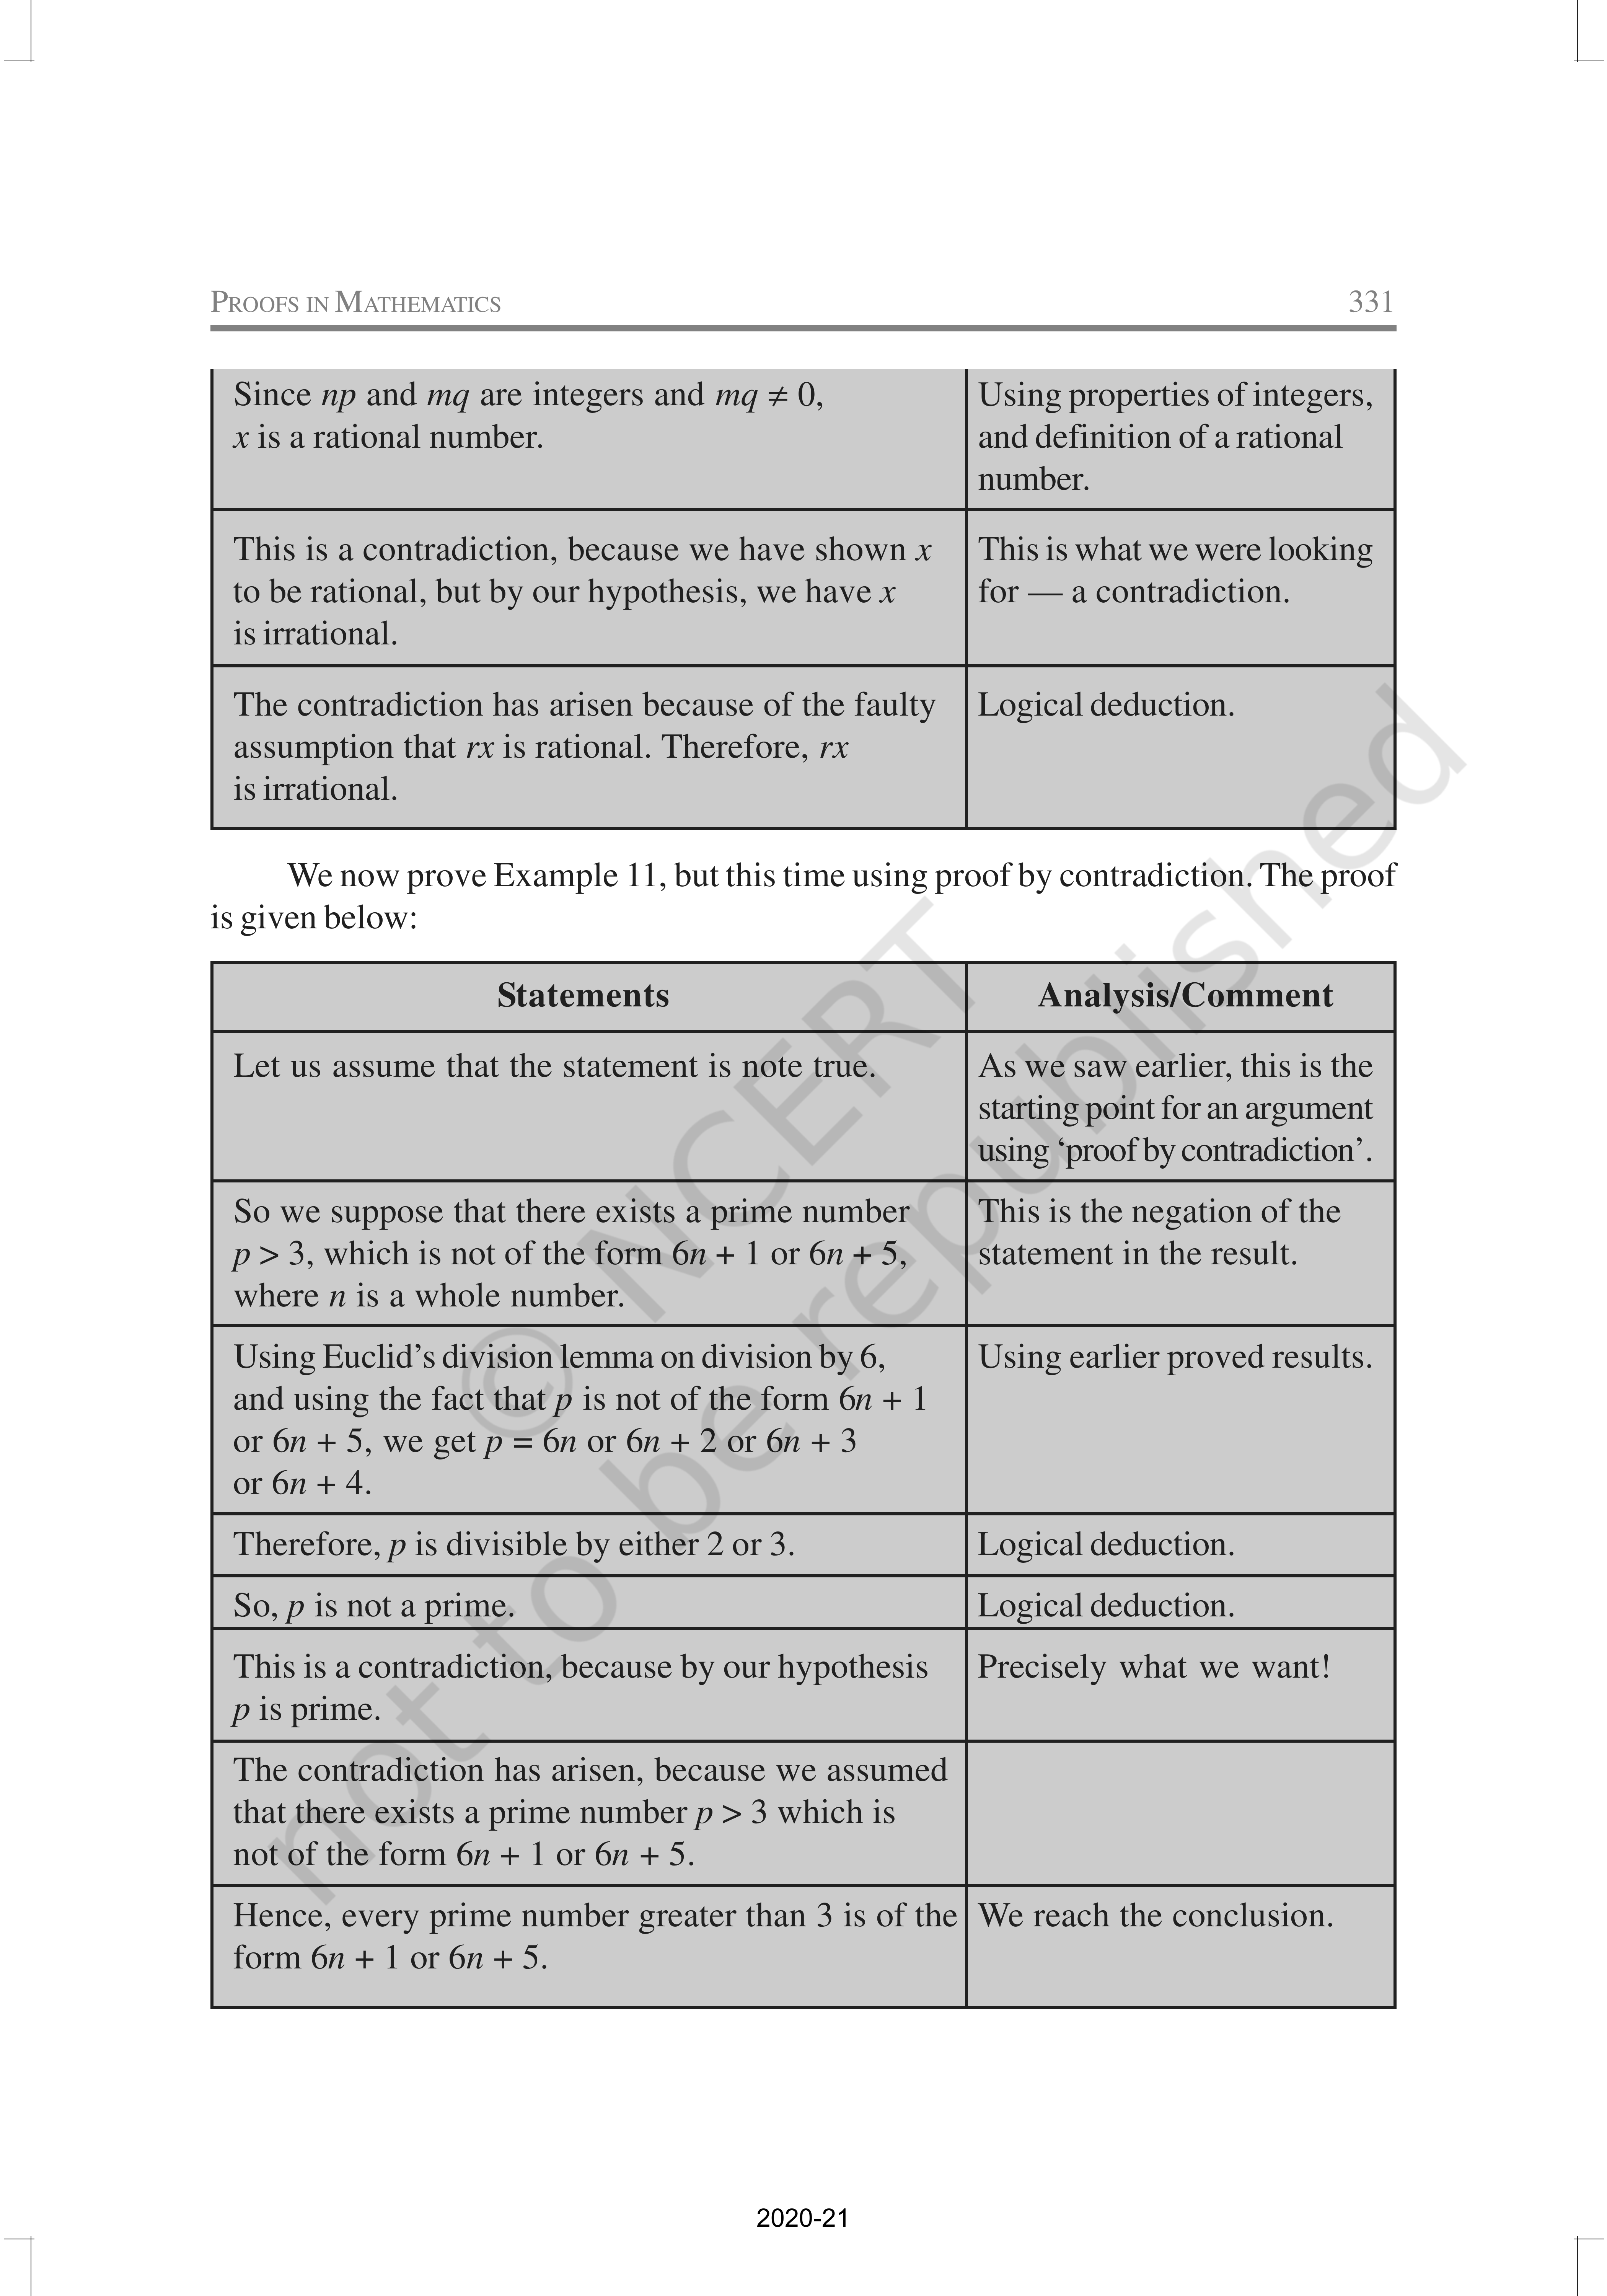 PROOFS IN MATHEMATICS 331
Since np and mq are integers and mq ≠ 0,
x is a rational number.
Using properties of integers,
and definition of a rational
number.
This is a contradiction, because we have shown x
to be rational, but by our hypothesis, we have x
is irrational.
This is what we were looking
for — a contradiction.
The contradiction has arisen because of the faulty
assumption that rx is rational. Therefore, rx
is irrational.
Logical deduction.
We now prove Example 11, but this time using proof by contradiction. The proof
is given below:
Statements
Analysis/Comment
Let us assume that the statement is note true.
As we saw earlier, this is the
starting point for an argument
using ‘proof by contradiction’.
So we suppose that there exists a prime number
p > 3, which is not of the form 6n + 1 or 6n + 5,
where n is a whole number.
This is the negation of the
statement in the result.
Using Euclid’s division lemma on division by 6,
and using the fact that p is not of the form 6n + 1
or 6n + 5, we get p = 6n or 6n + 2 or 6n + 3
or 6n + 4.
Using earlier proved results.
Therefore, p is divisible by either 2 or 3.
Logical deduction.
So, p is not a prime.
Logical deduction.
This is a contradiction, because by our hypothesis
p is prime.
Precisely what we want!
The contradiction has arisen, because we assumed
that there exists a prime number p > 3 which is
not of the form 6n + 1 or 6n + 5.
Hence, every prime number greater than 3 is of the
form 6n + 1 or 6n + 5.
We reach the conclusion.
© NCERT
not to be republished
2020-21